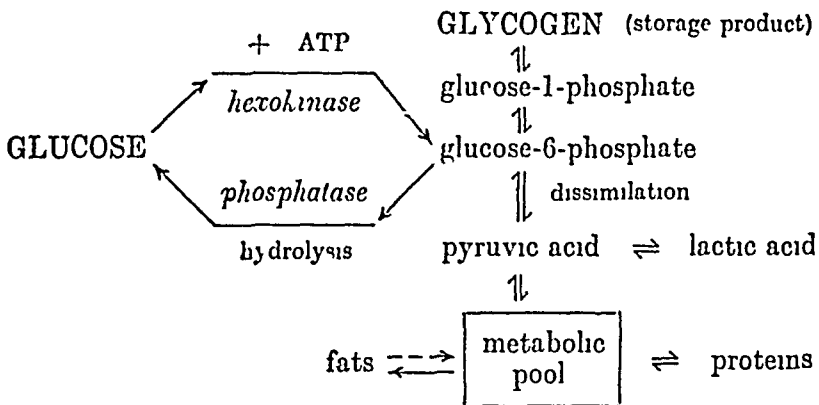 + ATP
GLYCOGEN (storage product)
glucose-1-phosphate
hexokinase
GLUCOSE
glucose-6-phosphate
phosphatase
dissimilation
hydrolysis
pyruvic acid ⇌ lactic acid
fats
metabolic
pool
⇌ proteins